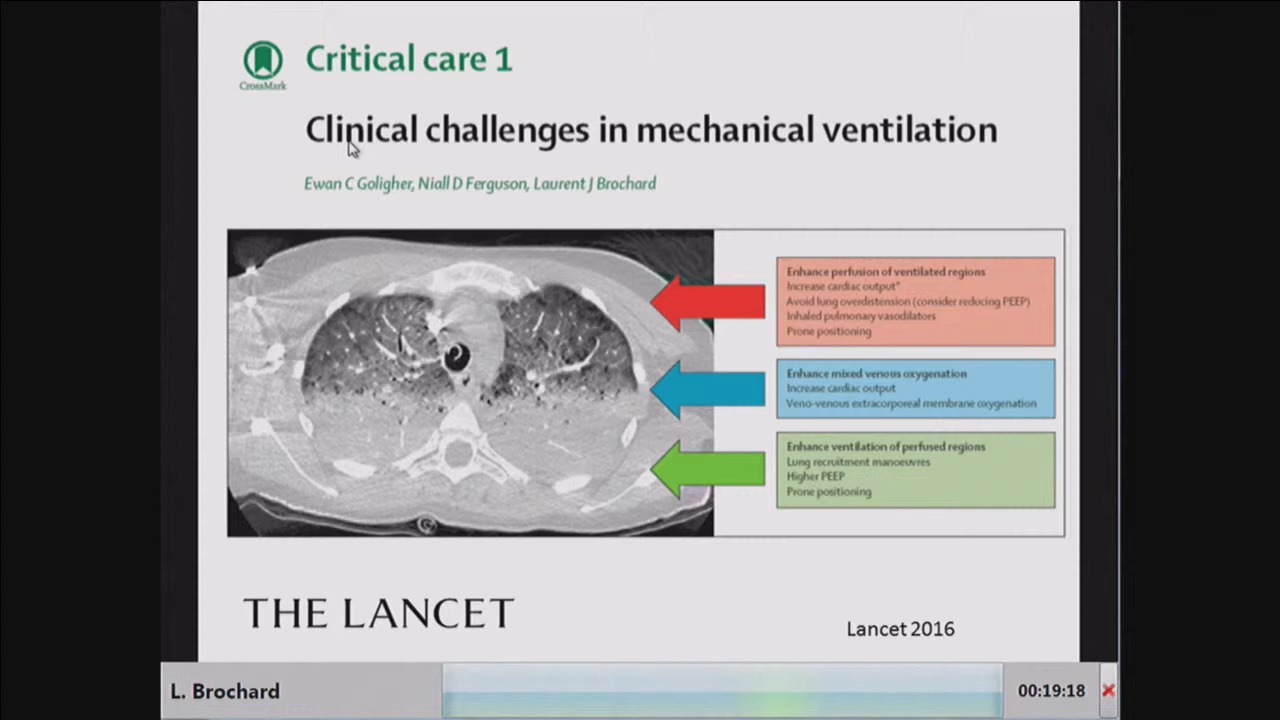 CrossMark
Critical care 1
Clinical challenges in mechanical ventilation
Ewan C Goligher, Niall D Ferguson, Laurent J Brochard
Enhance perfusion of ventilated regions
Increase cardiac output*
Avoid lung overdistension (consider reducing PEEP)
Inhaled pulmonary vasodilators
Prone positioning
Enhance mixed venous oxygenation
Increase cardiac output
Veno-venous extracorporeal membrane oxygenation
Enhance ventilation of perfused regions
Lung recruitment manoeuvres
Higher PEEP
Prone positioning
G
THE LANCET
Lancet 2016
L. Brochard
00:19:18